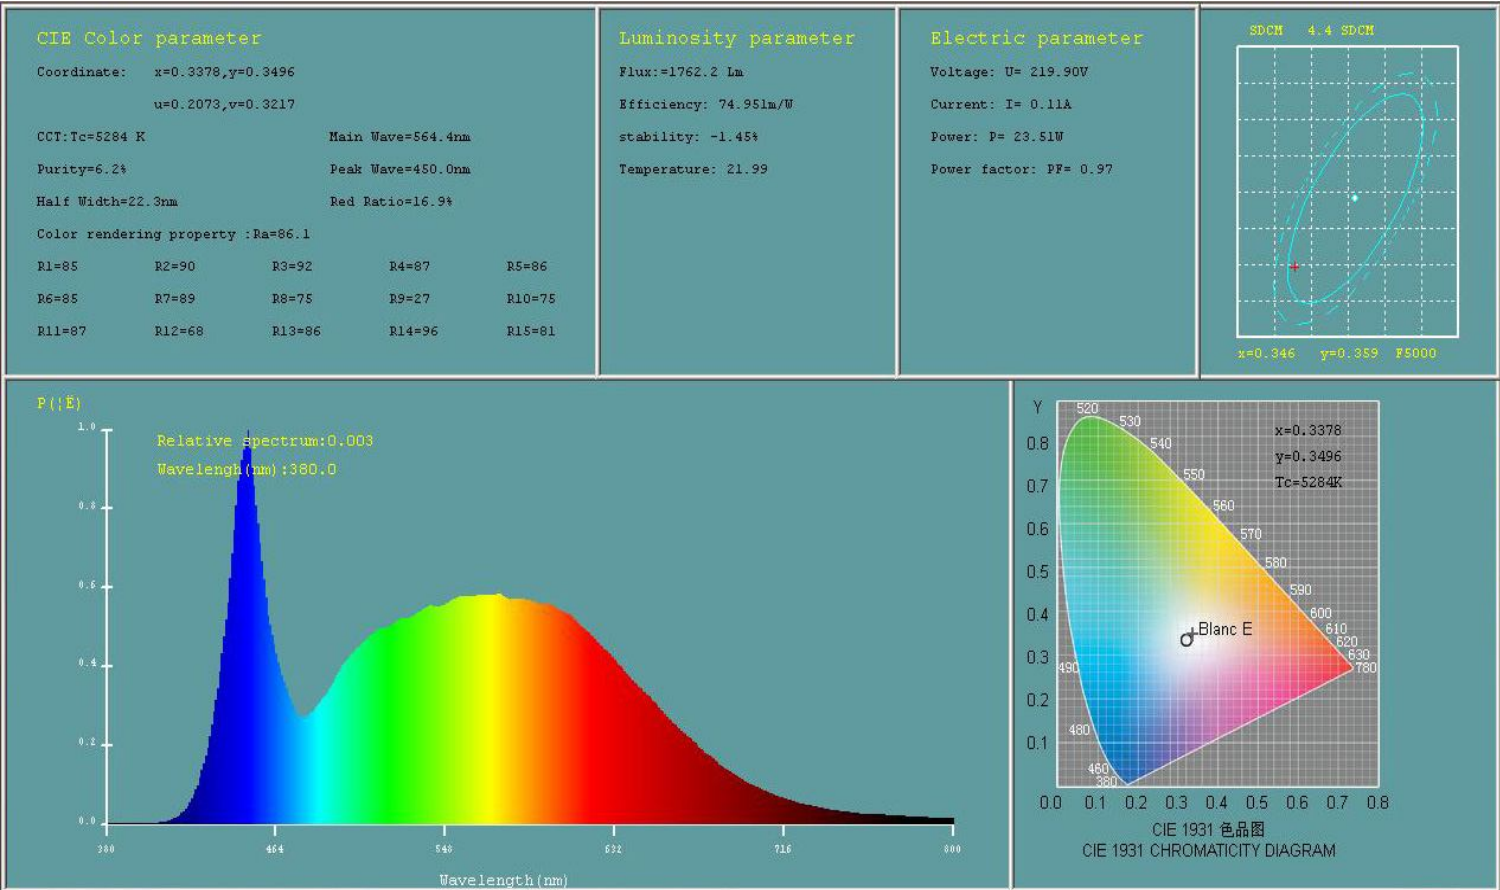 CIE Color parameter
Coordinate: x=0.3378,y=0.3496
u=0.2073,v=0.3217
CCT:Tc=5284 K Main Wave=564.4nm
Purity=6.2% Peak Wave=450.0nm
Half Width=22.3nm Red Ratio=16.9%
Color rendering property :Ra=86.1
R1=85 R2=90 R3=92 R4=87 R5=86
R6=85 R7=89 R8=75 R9=27 R10=75
R11=87 R12=68 R13=86 R14=96 R15=81
Luminosity parameter
Flux:=1762.2 Lm
Efficiency: 74.95lm/W
stability: -1.45%
Temperature: 21.99
Electric parameter
Voltage: U= 219.90V
Current: I= 0.11A
Power: P= 23.51W
Power factor: PF= 0.97
SDCM 4.4 SDCM
x=0.346 y=0.359 F5000
P(¦Ë)
Relative spectrum:0.003
Wavelengh(nm):380.0
1.0
0.8
0.6
0.4
0.2
0.0
380 464 548 632 716 800
Wavelength(nm)
Y
0.8
0.7
0.6
0.5
0.4
0.3
0.2
0.1
0.0 0.1 0.2 0.3 0.4 0.5 0.6 0.7 0.8
x=0.3378
y=0.3496
Tc=5284K
520
530
540
550
560
570
580
590
600
610
620
630
780
490
480
460
380
Blanc E
CIE 1931 色品图
CIE 1931 CHROMATICITY DIAGRAM